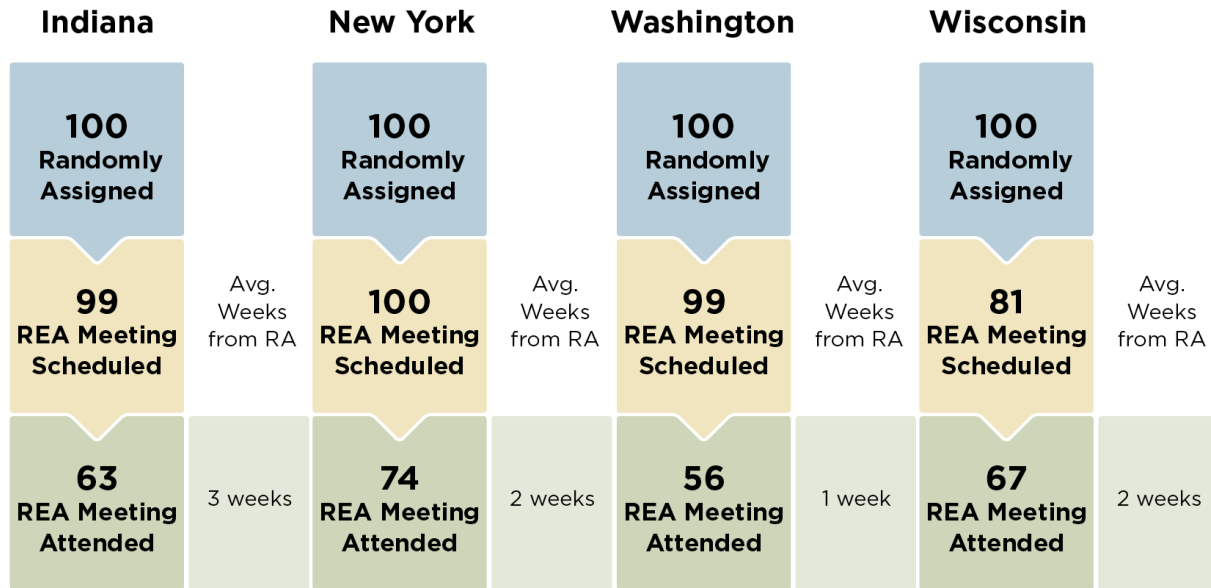 Indiana
New York
Washington
Wisconsin
100
Randomly
Assigned
100
Randomly
Assigned
100
Randomly
Assigned
100
Randomly
Assigned
99
REA Meeting
Scheduled
Avg.
Weeks
from RA
100
REA Meeting
Scheduled
Avg.
Weeks
from RA
99
REA Meeting
Scheduled
Avg.
Weeks
from RA
81
REA Meeting
Scheduled
Avg.
Weeks
from RA
63
REA Meeting
Attended
3 weeks
74
REA Meeting
Attended
2 weeks
56
REA Meeting
Attended
1 week
67
REA Meeting
Attended
2 weeks